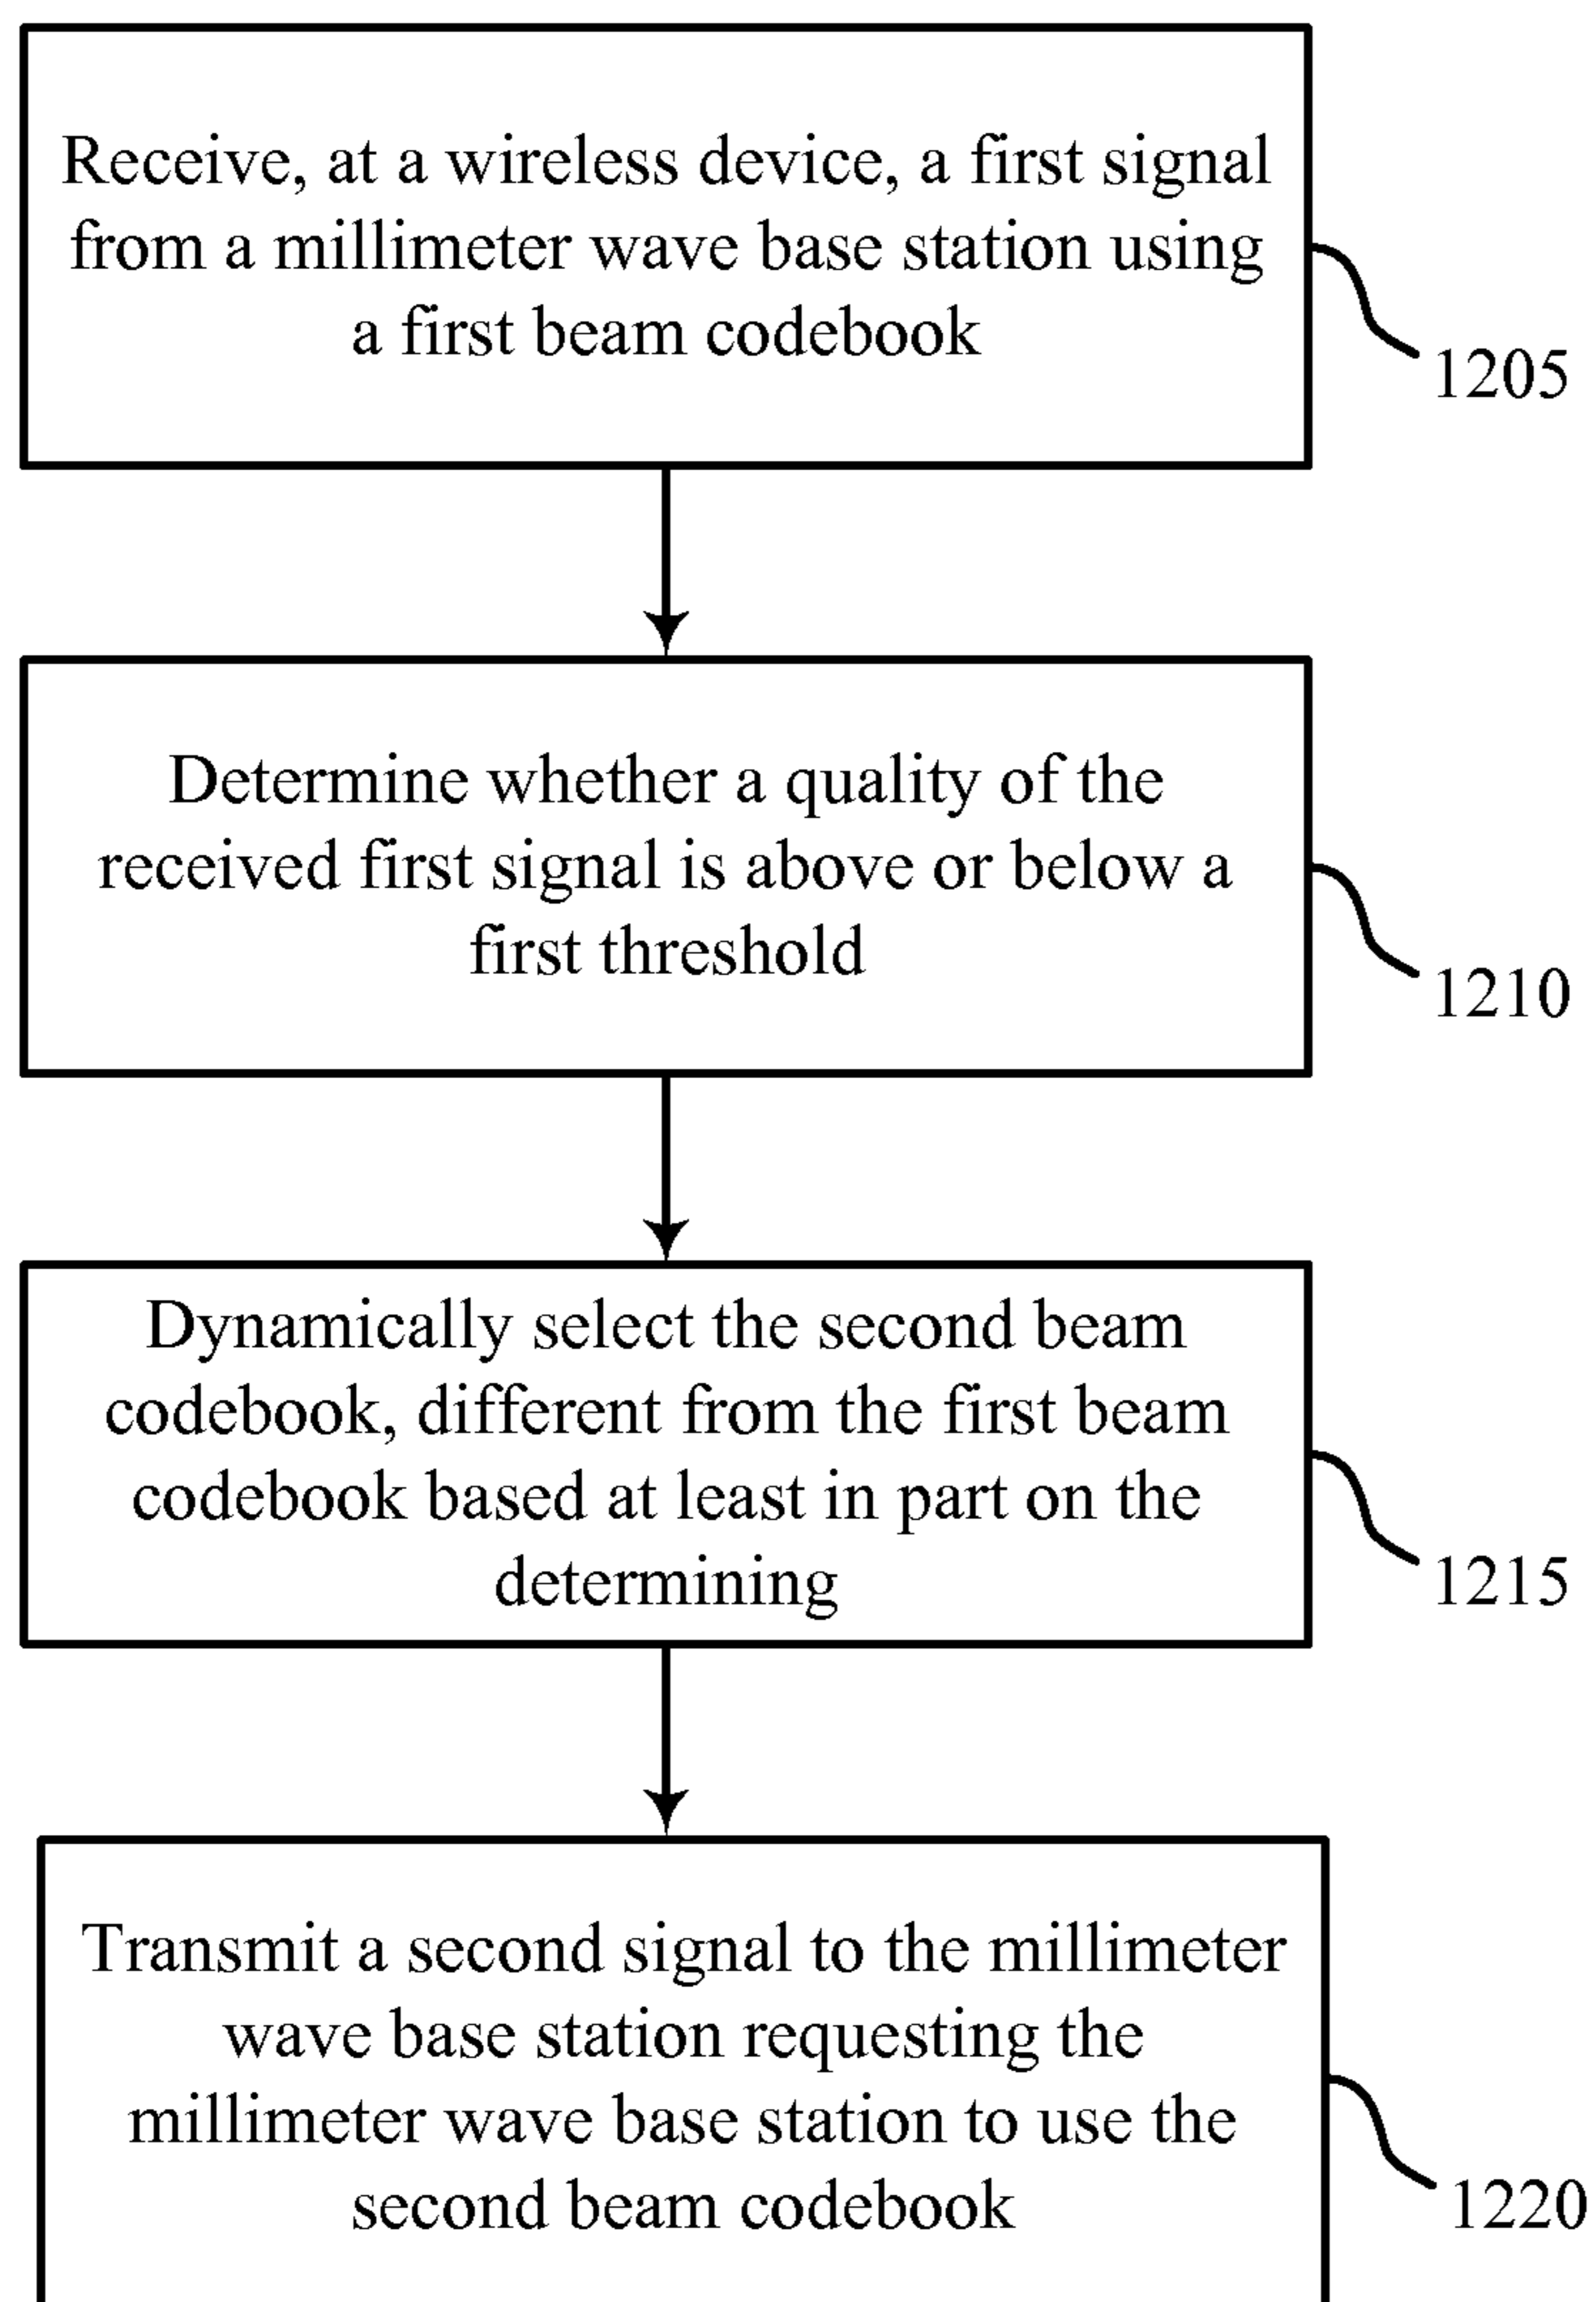 Receive, at a wireless device, a first signal
from a millimeter wave base station using
a first beam codebook
1205
Determine whether a quality of the
received first signal is above or below a
first threshold
1210
Dynamically select the second beam
codebook, different from the first beam
codebook based at least in part on the
determining
1215
Transmit a second signal to the millimeter
wave base station requesting the
millimeter wave base station to use the
second beam codebook
1220